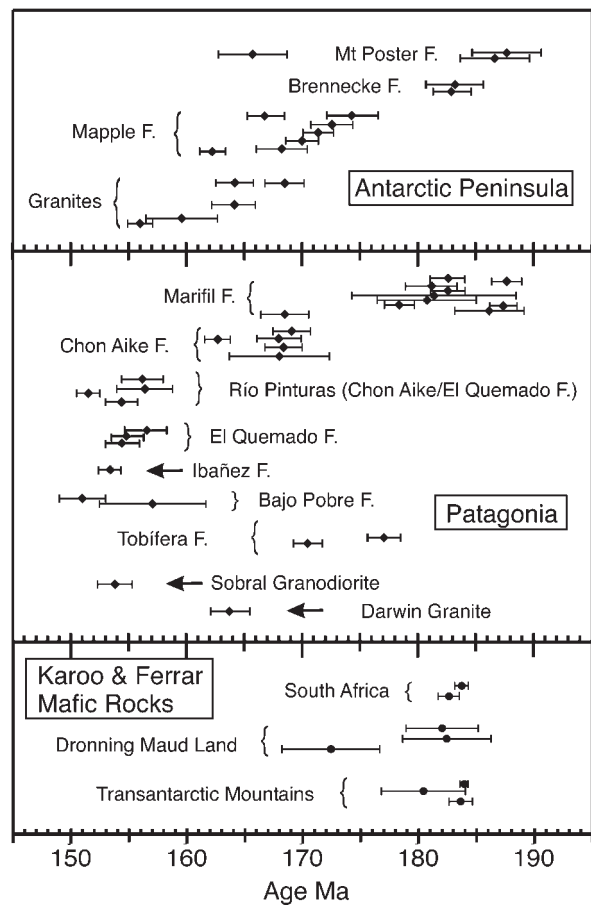 Mt Poster F.
Brennecke F.
Mapple F.
Granites
Antarctic Peninsula
Marifil F.
Chon Aike F.
Río Pinturas (Chon Aike/El Quemado F.)
El Quemado F.
Ibañez F.
Bajo Pobre F.
Patagonia
Tobífera F.
Sobral Granodiorite
Darwin Granite
Karoo & Ferrar
Mafic Rocks
South Africa
Dronning Maud Land
Transantarctic Mountains
150 160 170 180 190
Age Ma